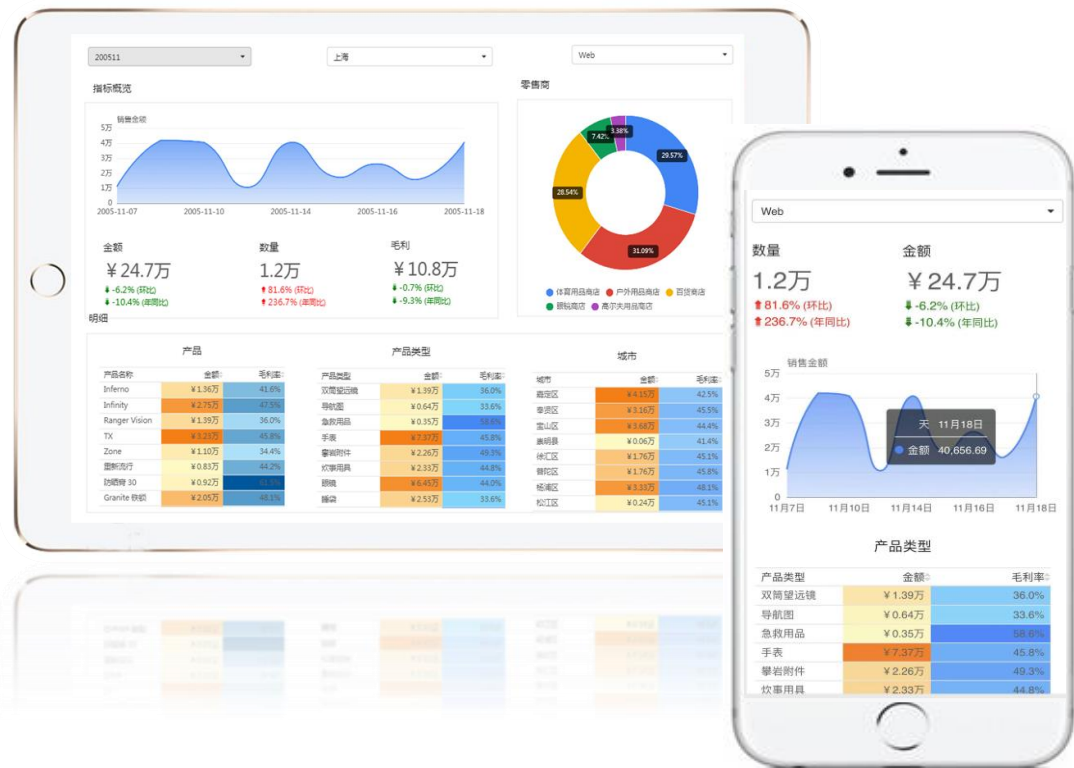 200511
上海
Web
指标概览
零售商
销售金额
5万
4万
3万
2万
1万
0
2005-11-07 2005-11-10 2005-11-14 2005-11-16 2005-11-18
3.38%
7.42%
29.57%
28.54%
31.09%
体育用品商店 户外用品商店 百货商店
眼镜商店 高尔夫用品商店
金额 数量 毛利
¥24.7万 1.2万 ¥10.8万
-6.2% (环比) 81.6% (环比) -0.7% (环比)
-10.4% (年同比) 236.7% (年同比) -9.3% (年同比)
明细
产品
产品名称 金额 毛利率
Inferno ¥1.36万 41.6%
Infinity ¥2.75万 47.5%
Ranger Vision ¥1.39万 36.0%
TX ¥3.23万 45.8%
Zone ¥1.10万 34.4%
重新流行 ¥0.83万 44.2%
防晒霜 30 ¥0.92万
Granite 铁锁 ¥2.05万 48.1%
产品类型
产品类型 金额 毛利率
双筒望远镜 ¥1.39万 36.0%
导航图 ¥0.64万 33.6%
急救用品 ¥0.35万 58.6%
手表 ¥7.37万 45.8%
攀岩附件 ¥2.26万 49.3%
炊事用具 ¥2.33万 44.8%
眼镜 ¥6.45万 44.0%
睡袋 ¥2.53万 33.6%
城市
城市 金额 毛利率
嘉定区 ¥4.15万 42.5%
奉贤区 ¥3.16万 45.5%
宝山区 ¥3.68万 44.4%
崇明县 ¥0.06万 41.4%
徐汇区 ¥1.76万 45.1%
普陀区 ¥1.76万 45.8%
杨浦区 ¥3.33万 48.1%
松江区 ¥0.24万 45.1%
Web
数量 金额
1.2万 ¥24.7万
81.6% (环比) -6.2% (环比)
236.7% (年同比) -10.4% (年同比)
销售金额
5万
4万
3万
2万
1万
0
天 11月18日
金额 40,656.69
11月7日 11月10日 11月14日 11月16日 11月18日
产品类型
产品类型 金额 毛利率
双筒望远镜 ¥1.39万 36.0%
导航图 ¥0.64万 33.6%
急救用品 ¥0.35万 58.6%
手表 ¥7.37万 45.8%
攀岩附件 ¥2.26万 49.3%
炊事用具 ¥2.33万 44.8%